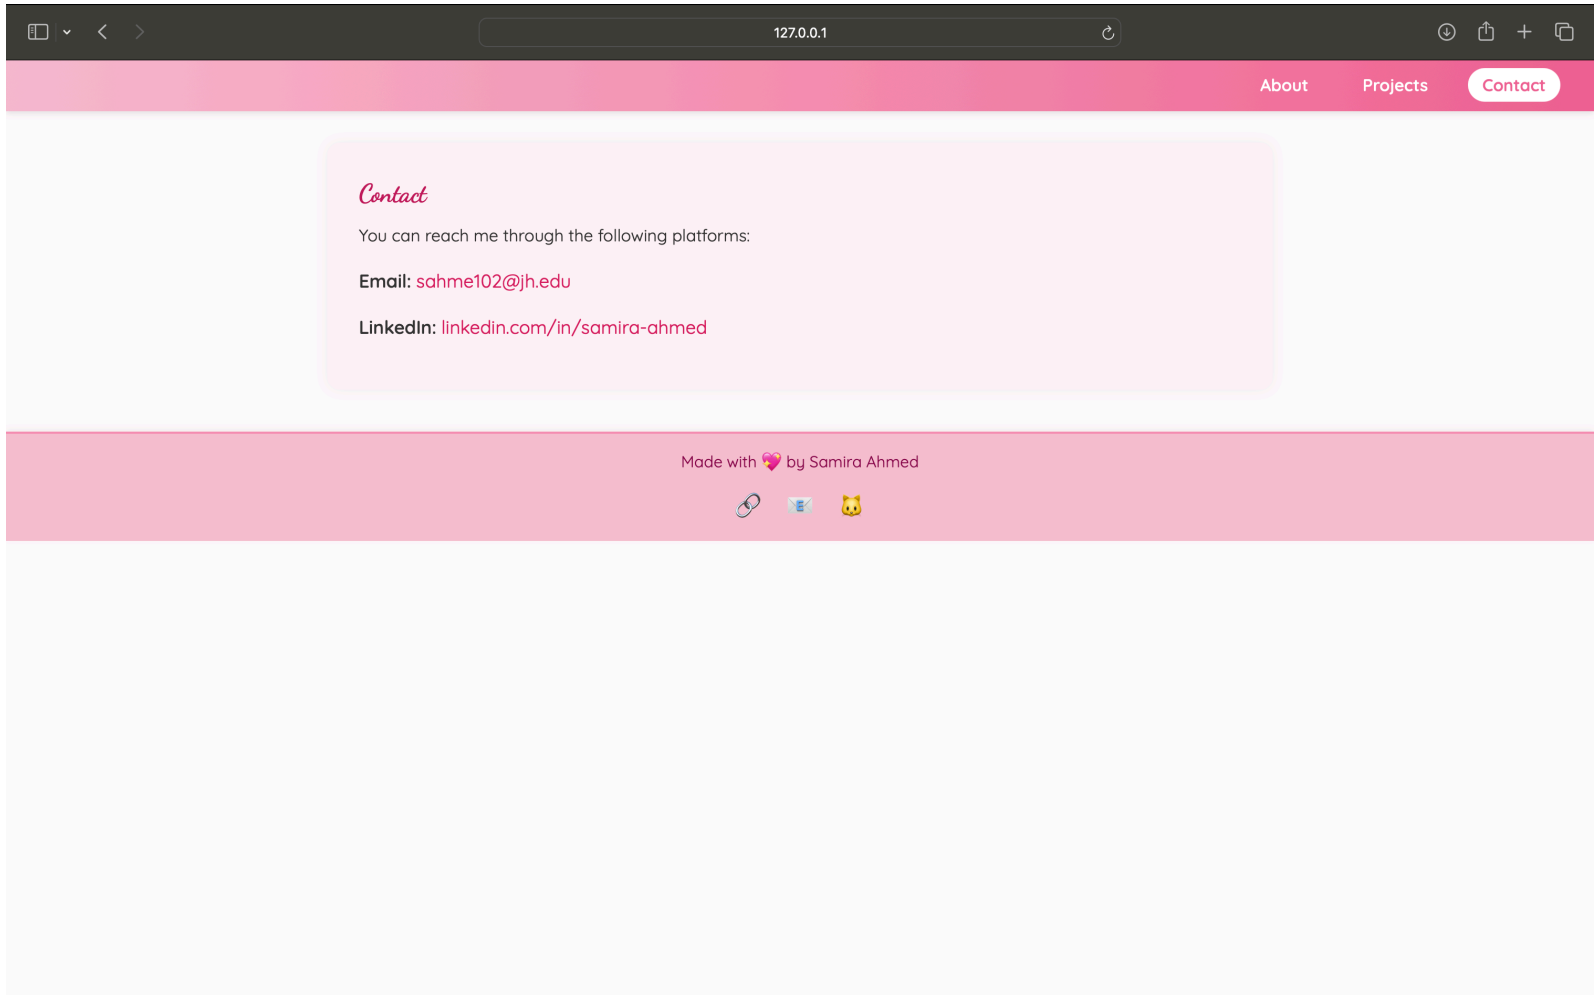 127.0.0.1
About Projects Contact
Contact
You can reach me through the following platforms:
Email: sahme102@jh.edu
LinkedIn: linkedin.com/in/samira-ahmed
Made with 💖 by Samira Ahmed
🔗 📧 🐱